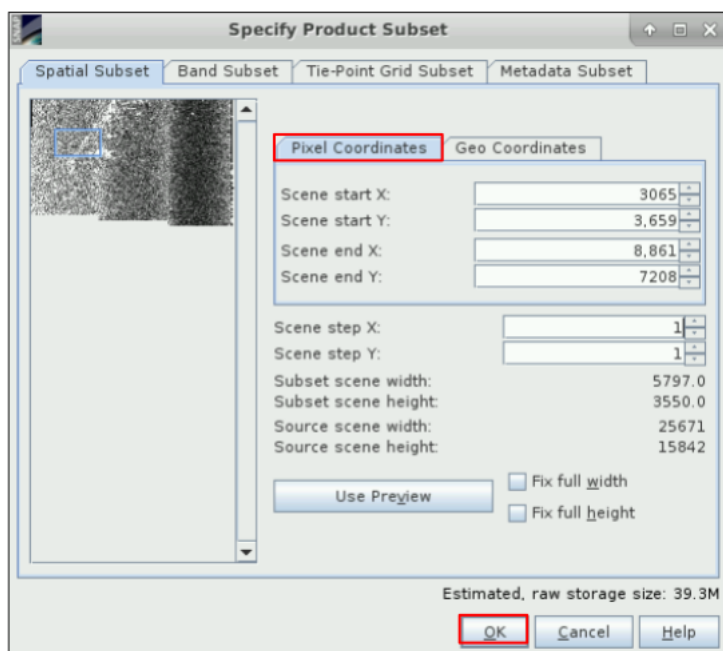 SNAP
Specify Product Subset
Spatial Subset Band Subset Tie-Point Grid Subset Metadata Subset
Pixel Coordinates Geo Coordinates
Scene start X: 3065
Scene start Y: 3,659
Scene end X: 8,861
Scene end Y: 7208
Scene step X: 1
Scene step Y: 1
Subset scene width: 5797.0
Subset scene height: 3550.0
Source scene width: 25671
Source scene height: 15842
Use Preview
Fix full width
Fix full height
Estimated, raw storage size: 39.3M
OK Cancel Help